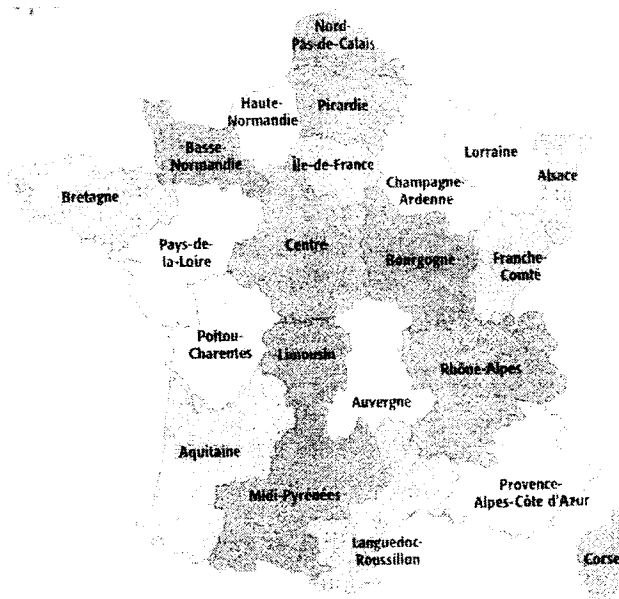 Nord-
Pas-de-Calais
Haute-
Normandie
Picardie
Basse-
Normandie
Île-de-France
Lorraine
Champagne-
Ardenne
Alsace
Bretagne
Pays-de-
la-Loire
Centre
Bourgogne
Franche-
Comté
Poitou-
Charentes
Limousin
Rhône-Alpes
Auvergne
Aquitaine
Midi-Pyrénées
Provence-
Alpes-Côte d'Azur
Languedoc-
Roussillon
Corse